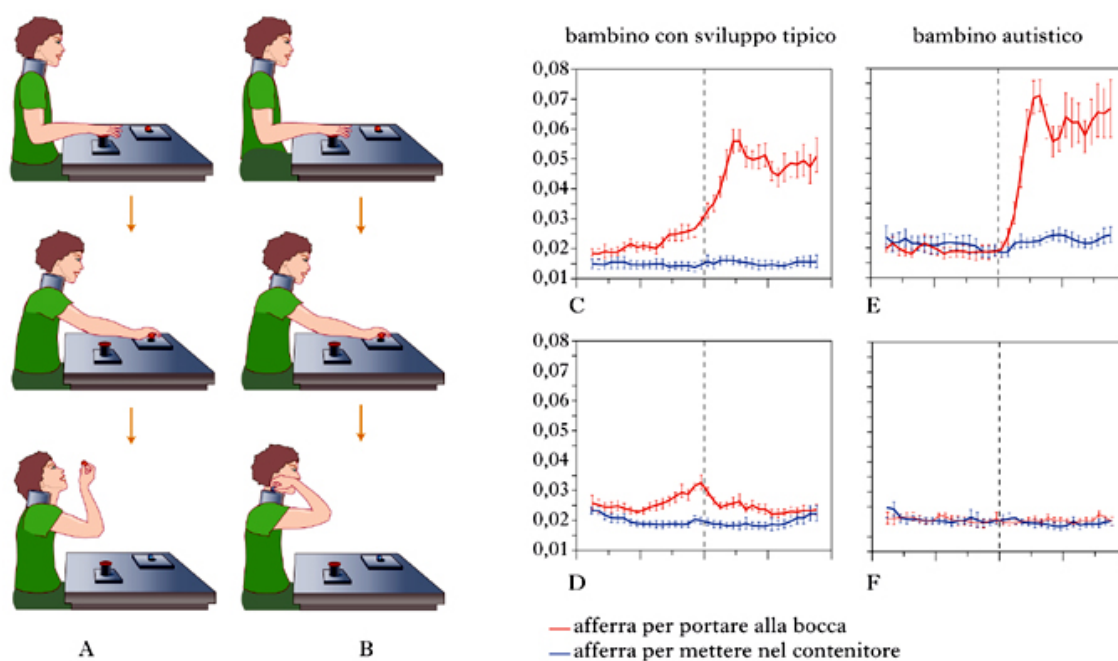 bambino con sviluppo tipico
bambino autistico
0,08
0,07
0,06
0,05
0,04
0,03
0,02
0,01
C
E
0,08
0,07
0,06
0,05
0,04
0,03
0,02
0,01
D
F
A
B
afferra per portare alla bocca
afferra per mettere nel contenitore